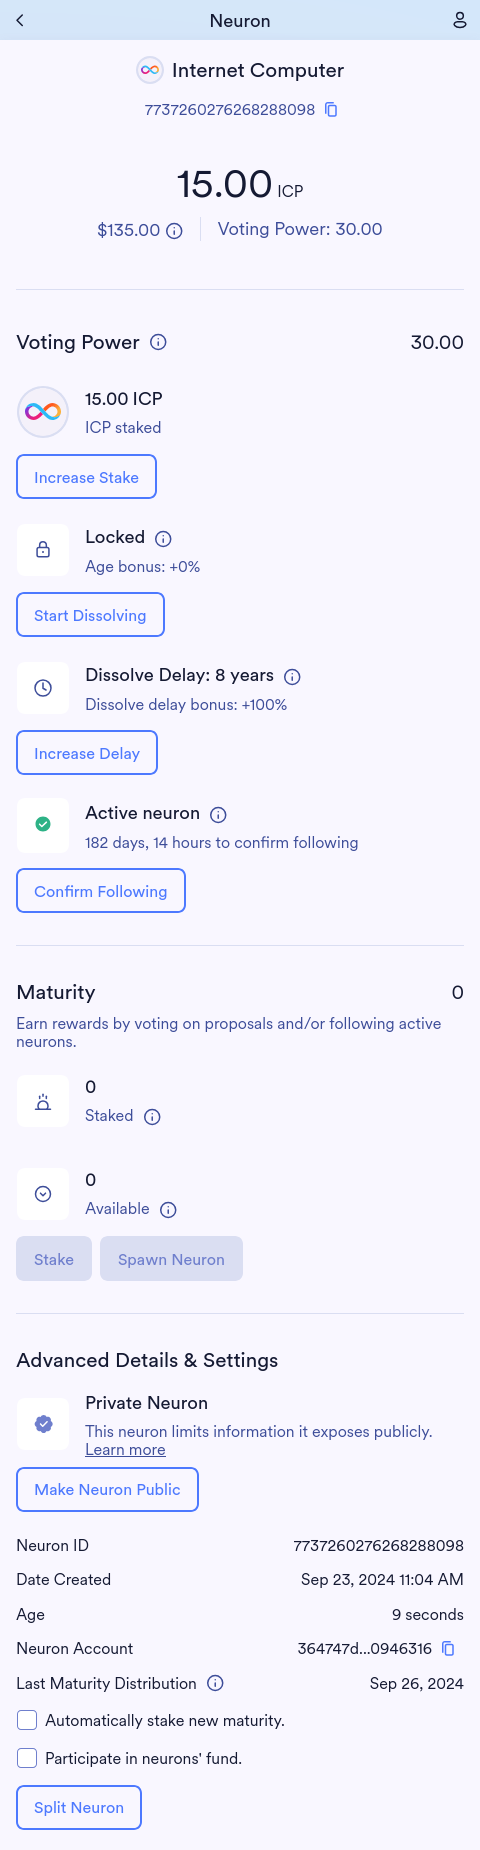 Neuron
Internet Computer
7737260276268288098
15.00 ICP
$135.00
Voting Power: 30.00
Voting Power
30.00
15.00 ICP
ICP staked
Increase Stake
Locked
Age bonus: +0%
Start Dissolving
Dissolve Delay: 8 years
Dissolve delay bonus: +100%
Increase Delay
Active neuron
182 days, 14 hours to confirm following
Confirm Following
Maturity
0
Earn rewards by voting on proposals and/or following active
neurons.
0
Staked
0
Available
Stake
Spawn Neuron
Advanced Details & Settings
Private Neuron
This neuron limits information it exposes publicly.
Learn more
Make Neuron Public
Neuron ID
7737260276268288098
Date Created
Sep 23, 2024 11:04 AM
Age
9 seconds
Neuron Account
364747d...0946316
Last Maturity Distribution
Sep 26, 2024
Automatically stake new maturity.
Participate in neurons' fund.
Split Neuron